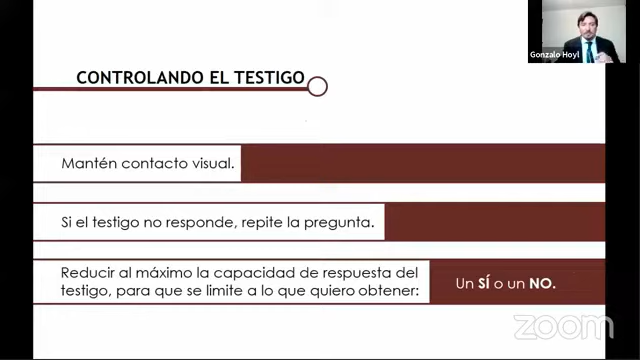 Gonzalo Hoyl
CONTROLANDO EL TESTIGO
Mantén contacto visual.
Si el testigo no responde, repite la pregunta.
Reducir al máximo la capacidad de respuesta del
testigo, para que se limite a lo que quiero obtener:
Un SÍ o un NO.
zoom